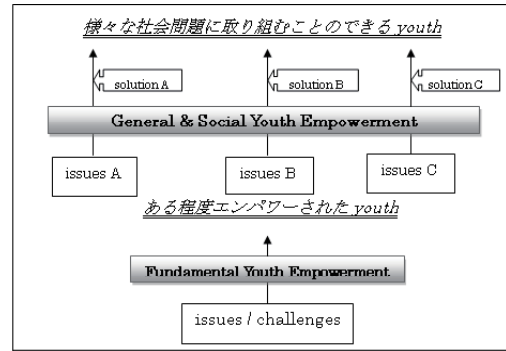 様々な社会問題に取り組むことのできる youth
solution A
solution B
solution C
General & Social Youth Empowerment
issues A
issues B
issues C
ある程度エンパワーされた youth
Fundamental Youth Empowerment
issues / challenges